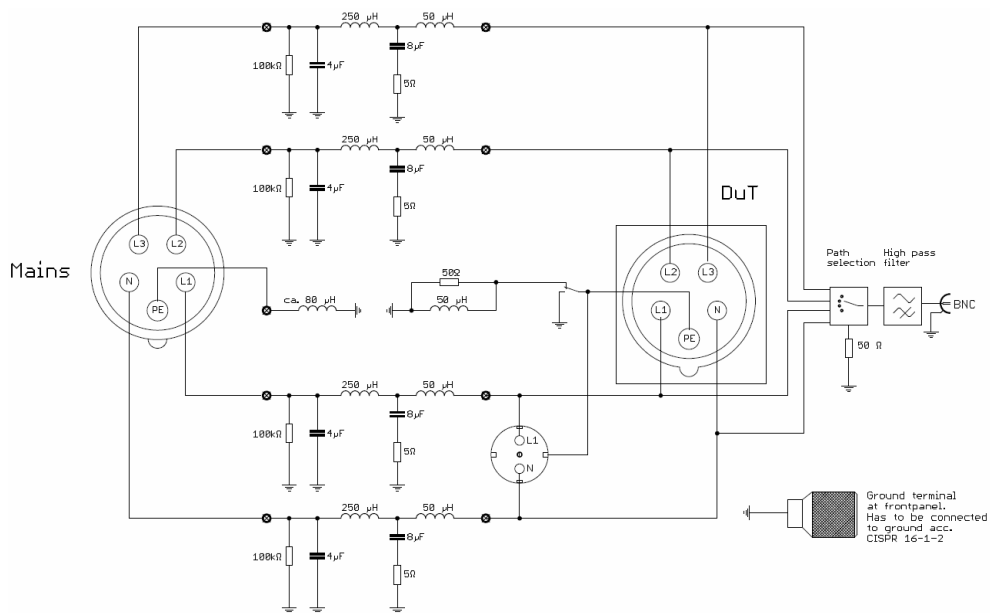 250 µH 50 µH
8µF
100kΩ 4µF
5Ω
250 µH 50 µH
8µF
100kΩ 4µF
5Ω
DuT
Mains
L3 L2
N L1
PE
50Ω
ca. 80 µH 50 µH
L2 L3
L1 N
PE
Path
selection
High pass
filter
BNC
50 Ω
250 µH 50 µH
8µF
100kΩ 4µF
5Ω
L1
N
250 µH 50 µH
8µF
100kΩ 4µF
5Ω
Ground terminal
at frontpanel.
Has to be connected
to ground acc.
CISPR 16-1-2